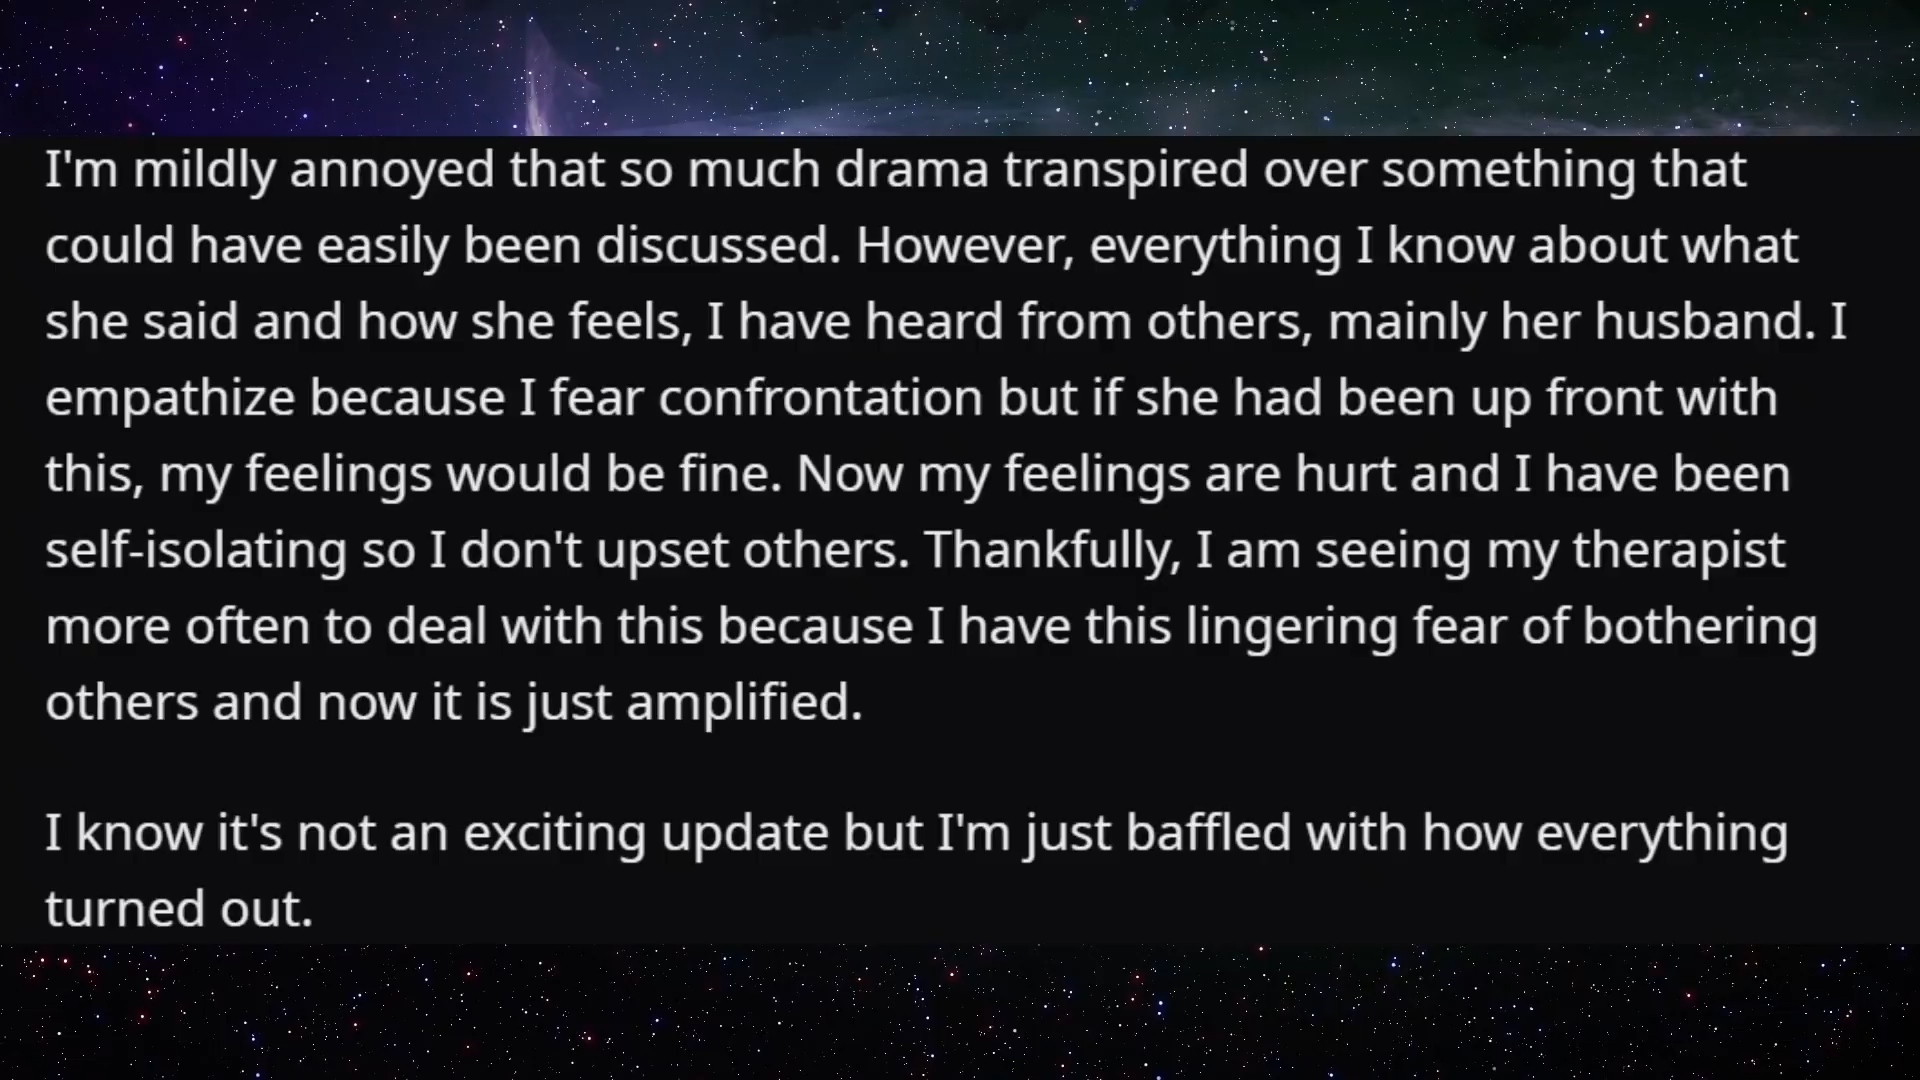 I'm mildly annoyed that so much drama transpired over something that
could have easily been discussed. However, everything I know about what
she said and how she feels, I have heard from others, mainly her husband. I
empathize because I fear confrontation but if she had been up front with
this, my feelings would be fine. Now my feelings are hurt and I have been
self-isolating so I don't upset others. Thankfully, I am seeing my therapist
more often to deal with this because I have this lingering fear of bothering
others and now it is just amplified.
I know it's not an exciting update but I'm just baffled with how everything
turned out.